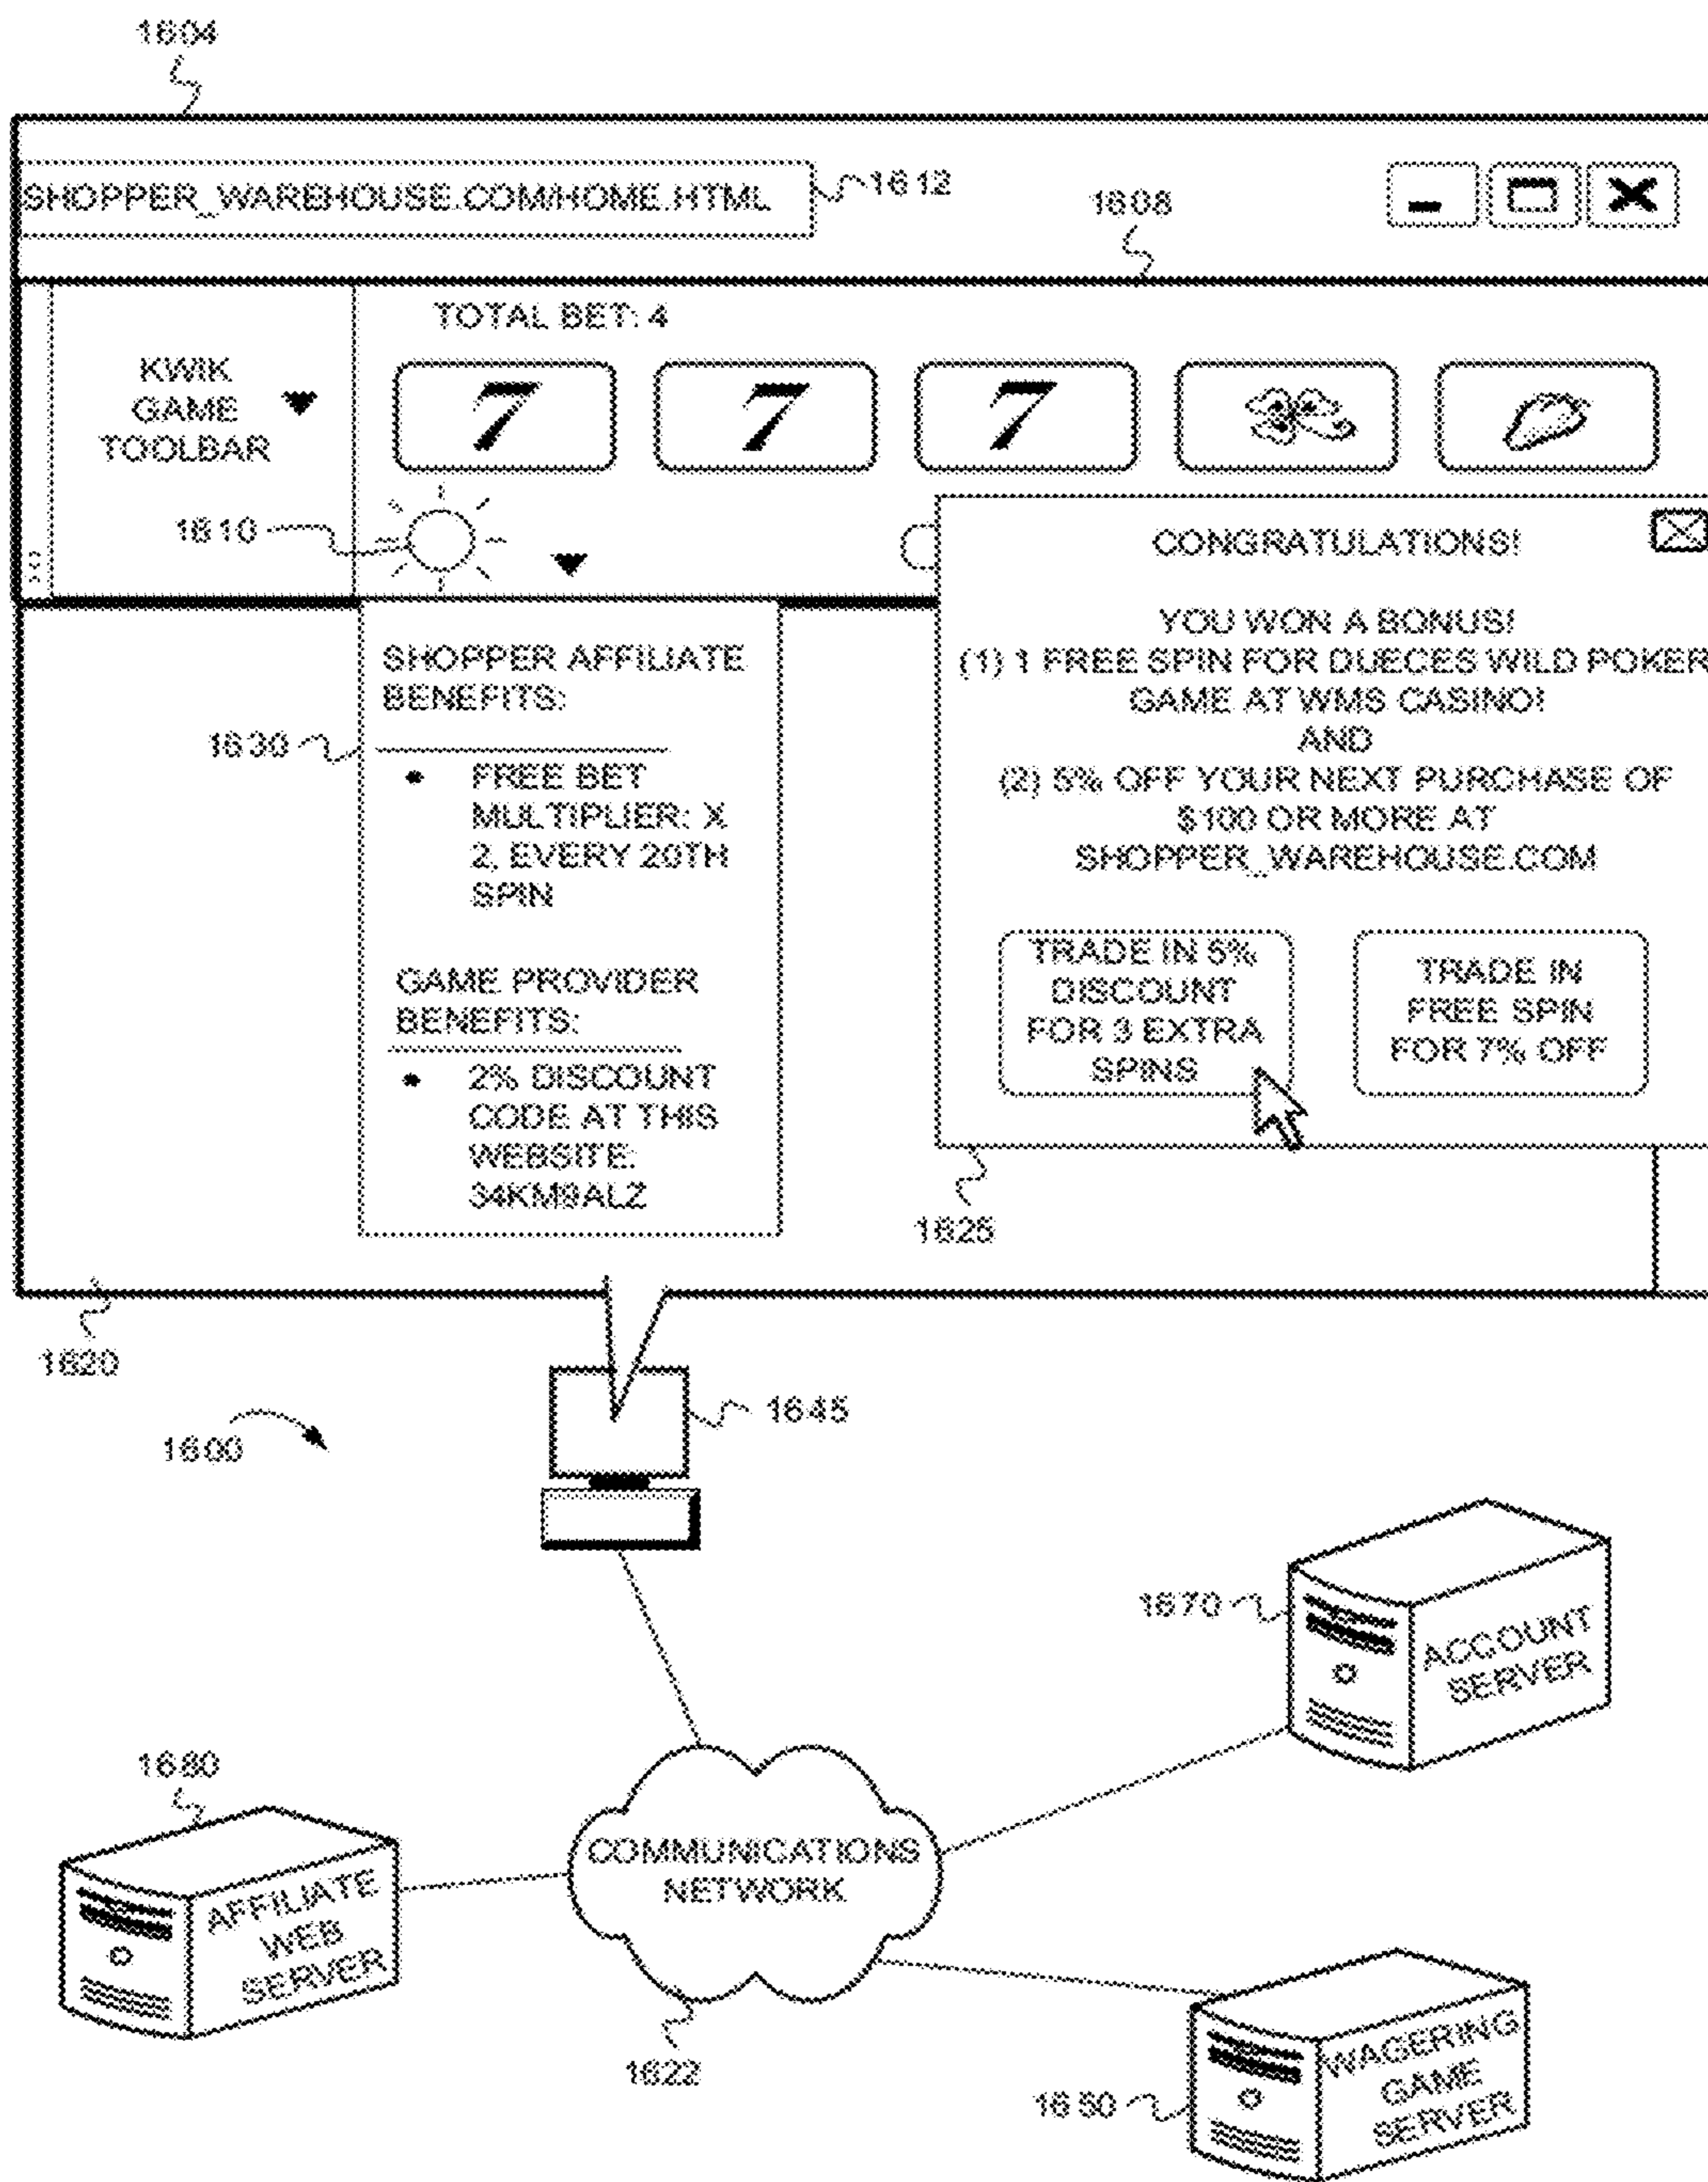 1604
SHOPPER_WAREHOUSE.COM/HOME.HTML
1612
1608
TOTAL BET: 4
KWIK
GAME
TOOLBAR
7 7 7
1610
CONGRATULATIONS!
YOU WON A BONUS!
(1) 1 FREE SPIN FOR DUECES WILD POKER
GAME AT WMS CASINO!
AND
(2) 5% OFF YOUR NEXT PURCHASE OF
$100 OR MORE AT
SHOPPER_WAREHOUSE.COM
TRADE IN 5%
DISCOUNT
FOR 3 EXTRA
SPINS
TRADE IN
FREE SPIN
FOR 7% OFF
1625
SHOPPER AFFILIATE
BENEFITS:
1630
• FREE BET
MULTIPLIER: X
2, EVERY 20TH
SPIN
GAME PROVIDER
BENEFITS:
• 2% DISCOUNT
CODE AT THIS
WEBSITE:
34KM9ALZ
1620
1645
1600
1670
ACCOUNT
SERVER
1680
AFFILIATE
WEB
SERVER
COMMUNICATIONS
NETWORK
1622
1650
WAGERING
GAME
SERVER